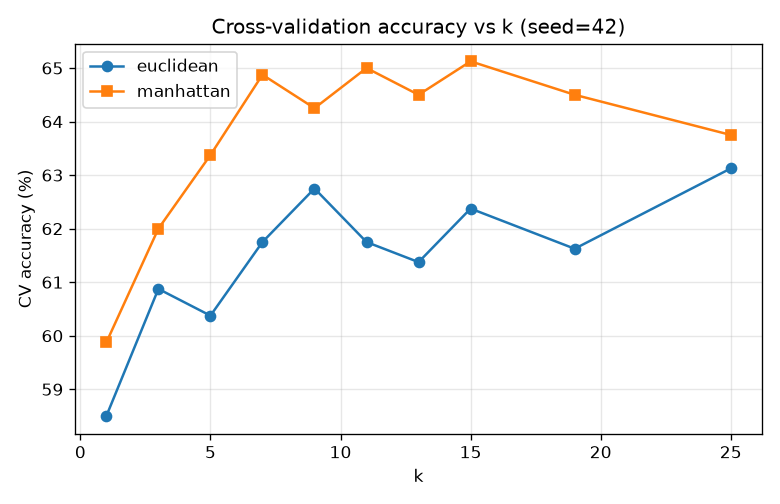 Cross-validation accuracy vs k (seed=42)
euclidean
manhattan
CV accuracy (%)
65
64
63
62
61
60
59
0 5 10 15 20 25
k